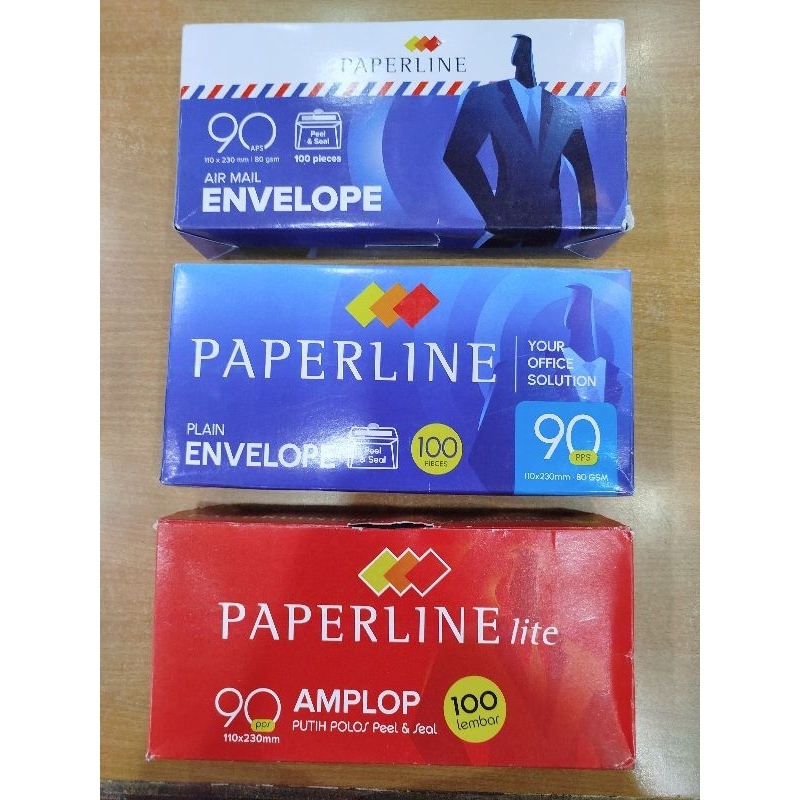 PAPERLINE
90 APS
110 x 230 mm | 80 gsm
Peel
& Seal
100 pieces
AIR MAIL
ENVELOPE
PAPERLINE
YOUR
OFFICE
SOLUTION
PLAIN
ENVELOPE
Peel
& Seal
100
PIECES
90
PPS
110x230mm 80 GSM
PAPERLINE lite
90
pps
110x230mm
AMPLOP
PUTIH POLOS Peel & Seal
100
lembar